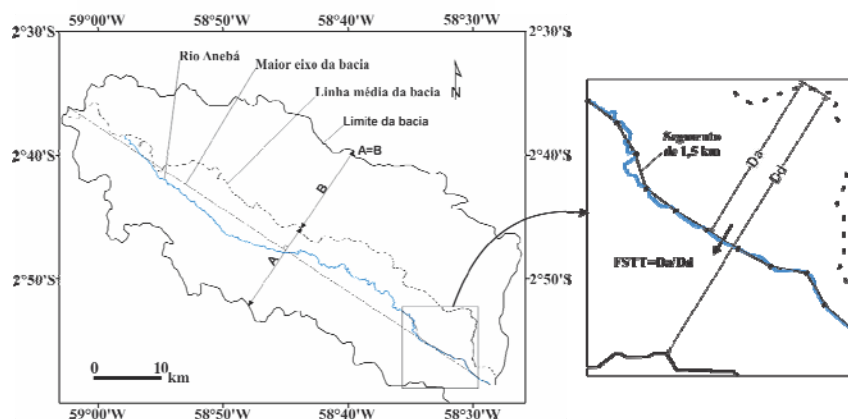 59°00'W 58°50'W 58°40'W 58°30'W
2°30'S 2°30'S
Rio Anebá
Maior eixo da bacia
Linha média da bacia
N
Limite da bacia
A=B
2°40'S 2°40'S
B
A
2°50'S 2°50'S
0 10
km
59°00'W 58°50'W 58°40'W 58°30'W
Segmento
de 1,5 km
Da
Dd
FSTT=Da/Dd